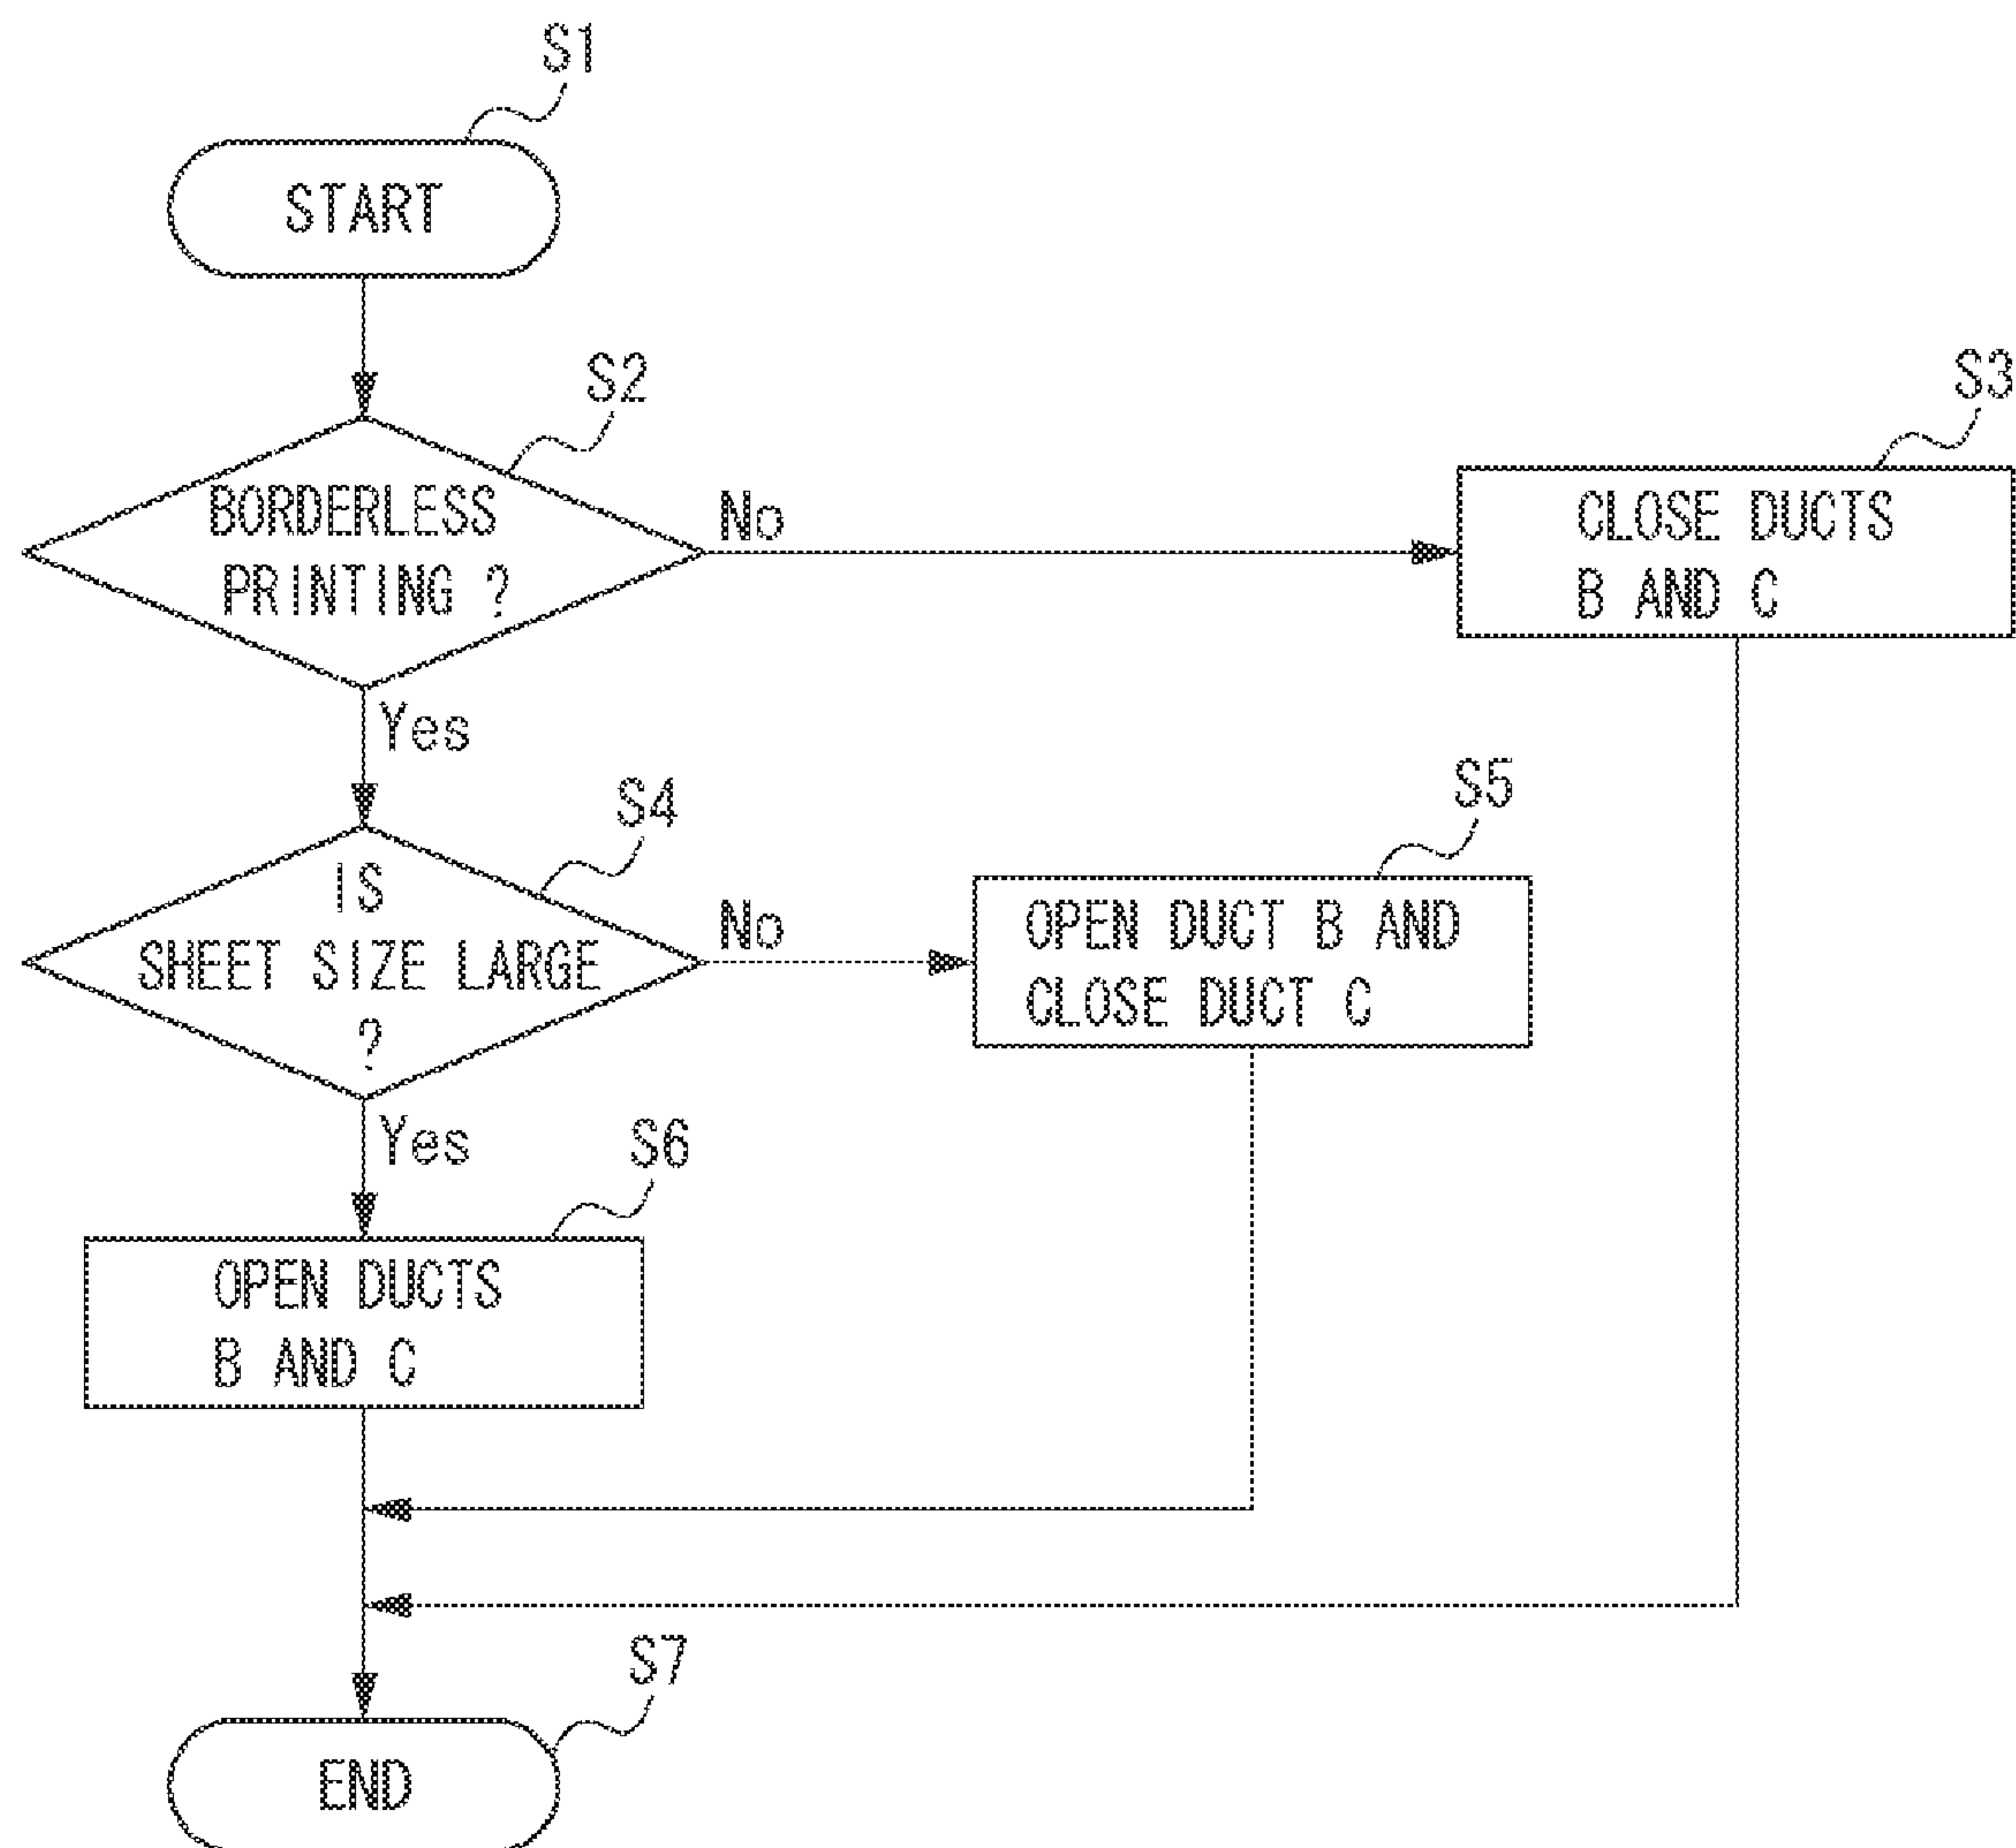 S1
START
S2
BORDERLESS
PRINTING ?
No
S3
CLOSE DUCTS
B AND C
Yes
S4
IS
SHEET SIZE LARGE
?
No
S5
OPEN DUCT B AND
CLOSE DUCT C
Yes
S6
OPEN DUCTS
B AND C
S7
END